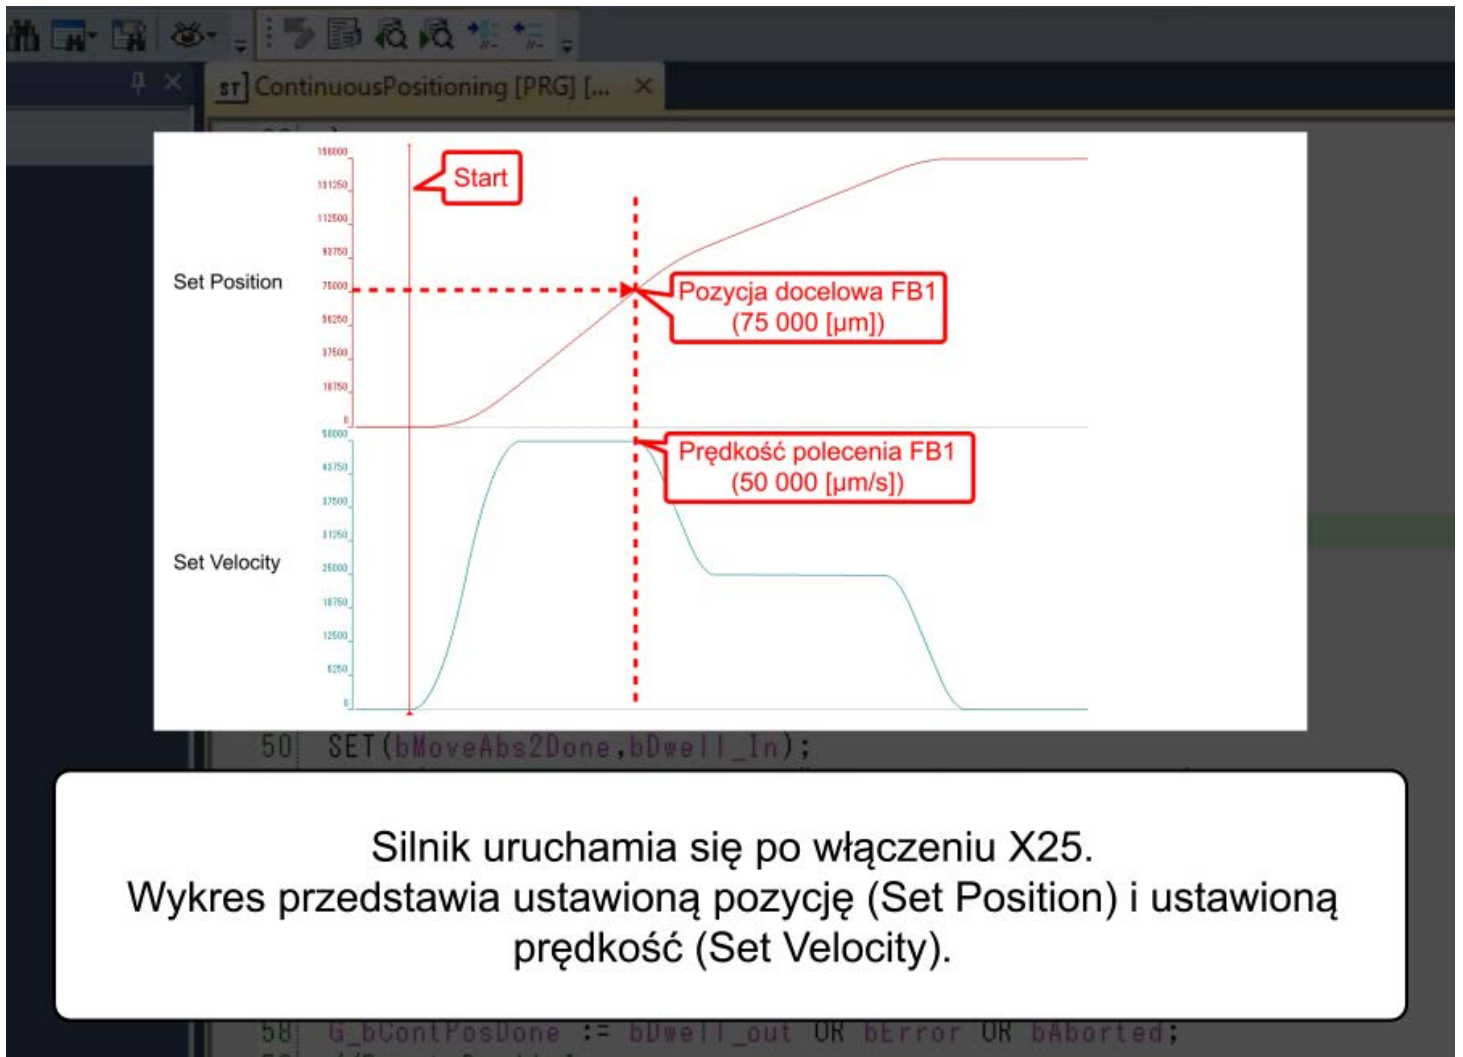 ST ContinuousPositioning [PRG] [...
150000
131250
112500
93750
75000
56250
37500
18750
0
Start
Set Position
Pozycja docelowa FB1
(75 000 [µm])
50000
43750
37500
31250
25000
18750
12500
6250
0
Prędkość polecenia FB1
(50 000 [µm/s])
Set Velocity
50 SET(bMoveAbs2Done,bDwell_In);
Silnik uruchamia się po włączeniu X25.
Wykres przedstawia ustawioną pozycję (Set Position) i ustawioną
prędkość (Set Velocity).
58 G_bContPosDone := bDwell_out OR bError OR bAborted;